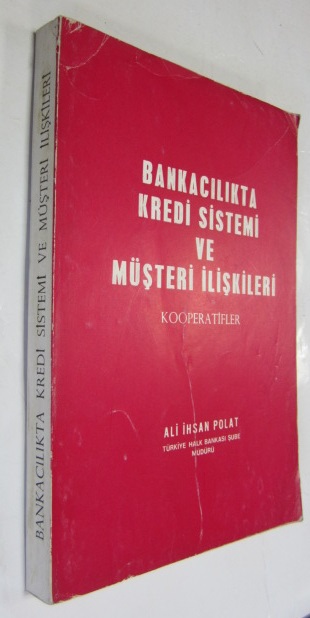 BANKACILIKTA KREDİ SİSTEMİ VE MÜŞTERİ İLİŞKİLERİ
BANKACILIKTA
KREDİ SİSTEMİ
VE
MÜŞTERİ İLİŞKİLERİ
KOOPERATİFLER
ALİ İHSAN POLAT
TÜRKİYE HALK BANKASI ŞUBE
MÜDÜRÜ